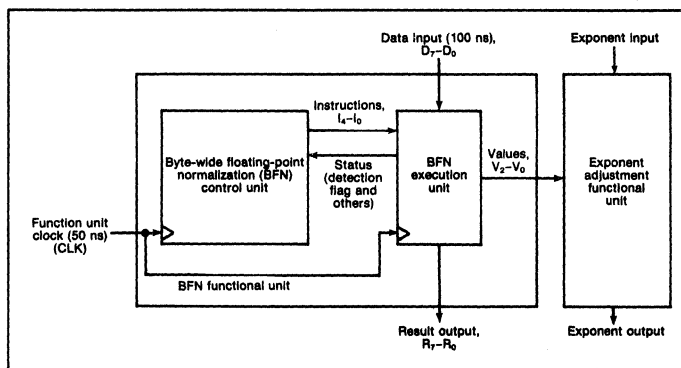 Data input (100 ns),
D₇–D₀
Exponent input
Instructions,
I₄–I₀
Byte-wide floating-point
normalization (BFN)
control unit
Status
(detection
flag and
others)
BFN
execution
unit
Values,
V₂–V₀
Exponent
adjustment
functional
unit
Function unit
clock (50 ns)
(CLK)
BFN functional unit
Result output,
R₇–R₀
Exponent output